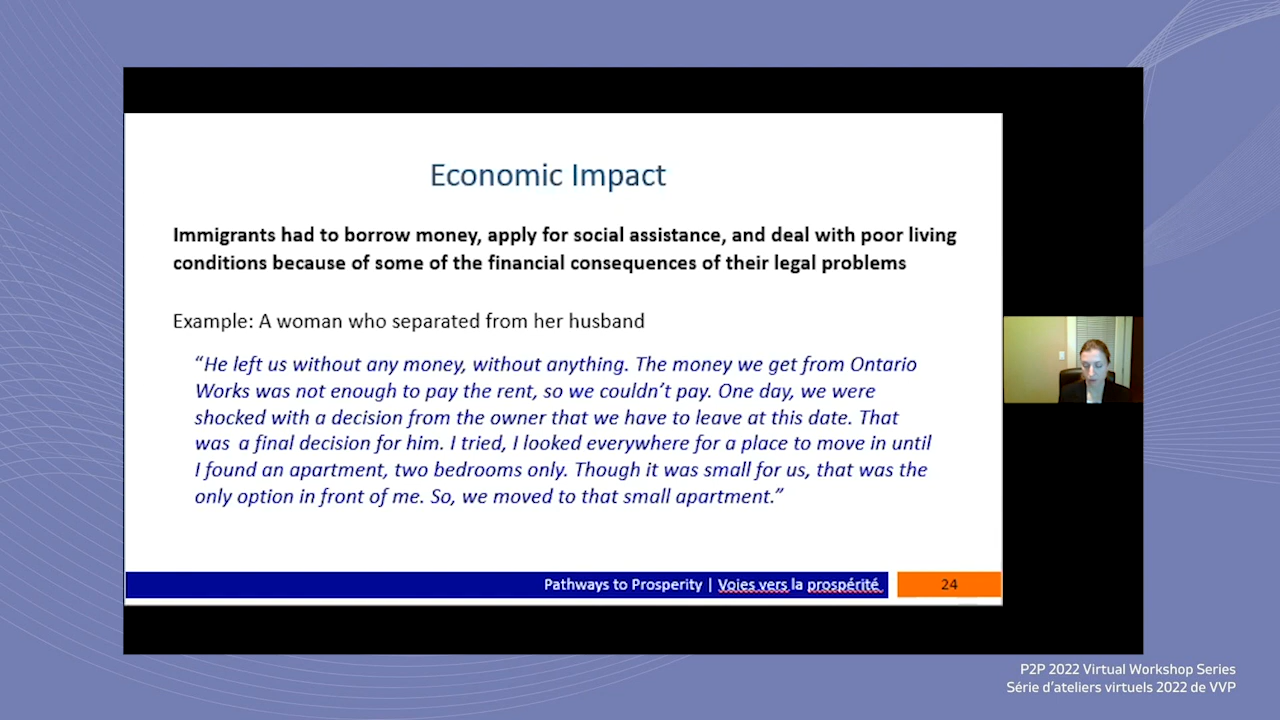 Economic Impact
Immigrants had to borrow money, apply for social assistance, and deal with poor living
conditions because of some of the financial consequences of their legal problems
Example: A woman who separated from her husband
“He left us without any money, without anything. The money we get from Ontario
Works was not enough to pay the rent, so we couldn’t pay. One day, we were
shocked with a decision from the owner that we have to leave at this date. That
was a final decision for him. I tried, I looked everywhere for a place to move in until
I found an apartment, two bedrooms only. Though it was small for us, that was the
only option in front of me. So, we moved to that small apartment.”
Pathways to Prosperity | Voies vers la prospérité
24
P2P 2022 Virtual Workshop Series
Série d’ateliers virtuels 2022 de VVP